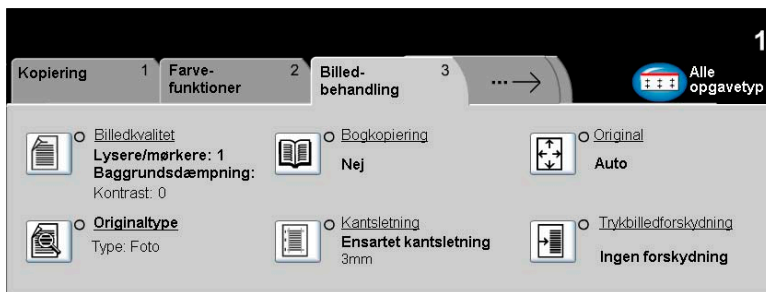 1
Kopiering 1
Farve-
funktioner 2
Billed-
behandling 3
Alle
opgavetyp
Billedkvalitet
Lysere/mørkere: 1
Baggrundsdæmpning:
Kontrast: 0
Bogkopiering
Nej
Original
Auto
Originaltype
Type: Foto
Kantsletning
Ensartet kantsletning
3mm
Trykbilledforskydning
Ingen forskydning